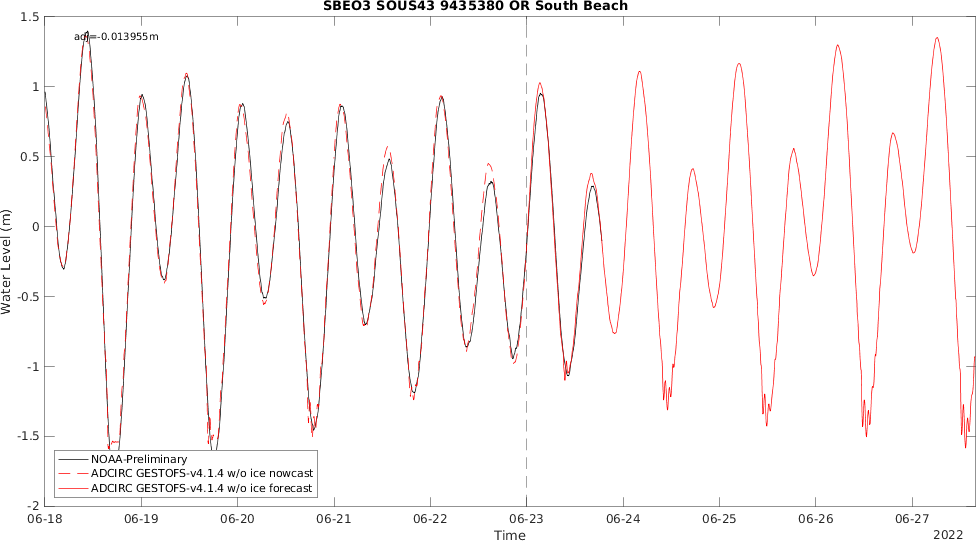 SBEO3 SOUS43 9435380 OR South Beach
adj=-0.013955m
1.5
1
0.5
0
-0.5
-1
-1.5
-2
Water Level (m)
NOAA-Preliminary
ADCIRC GESTOFS-v4.1.4 w/o ice nowcast
ADCIRC GESTOFS-v4.1.4 w/o ice forecast
06-18 06-19 06-20 06-21 06-22 06-23 06-24 06-25 06-26 06-27
Time
2022